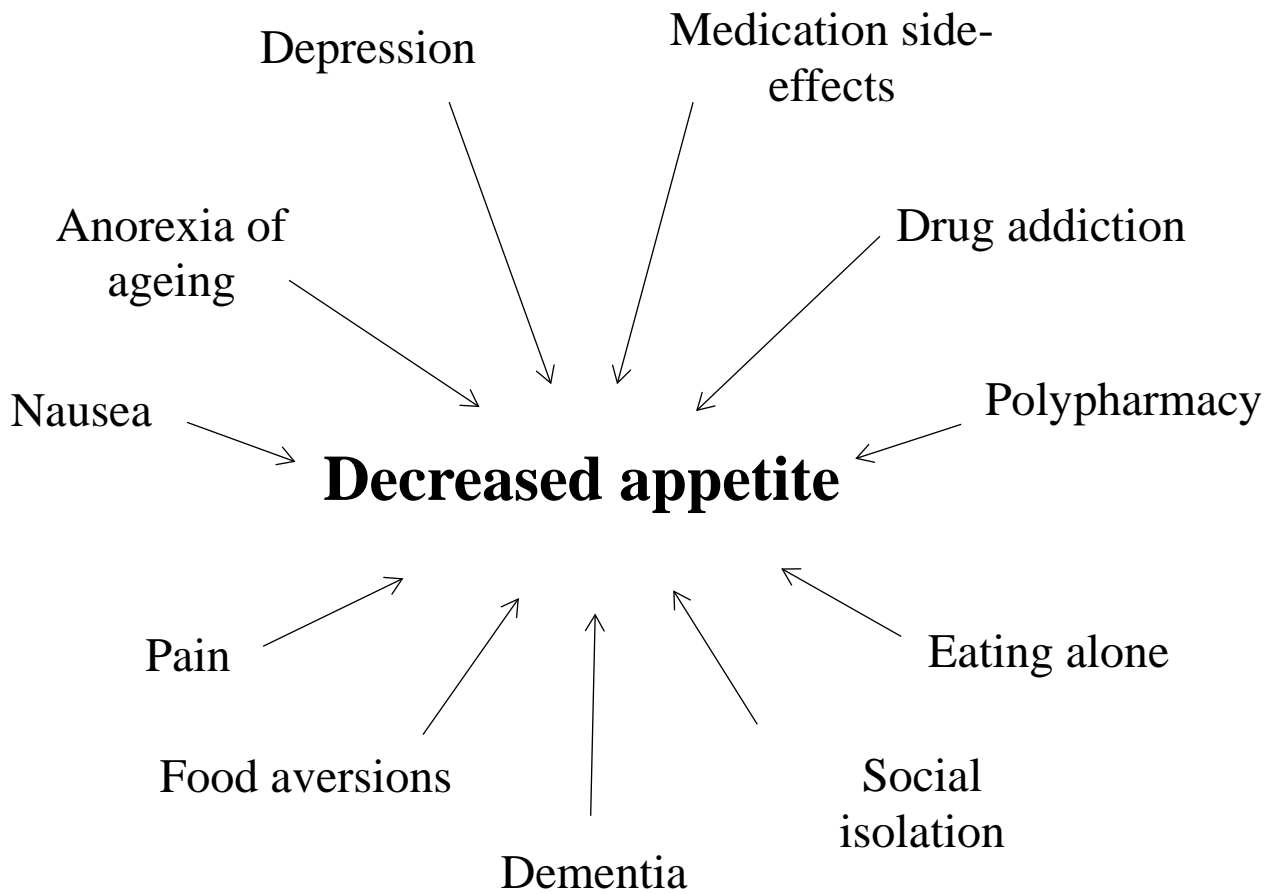 Depression
Medication side-
effects
Anorexia of
ageing
Drug addiction
Nausea
Polypharmacy
Decreased appetite
Pain
Eating alone
Food aversions
Social
isolation
Dementia